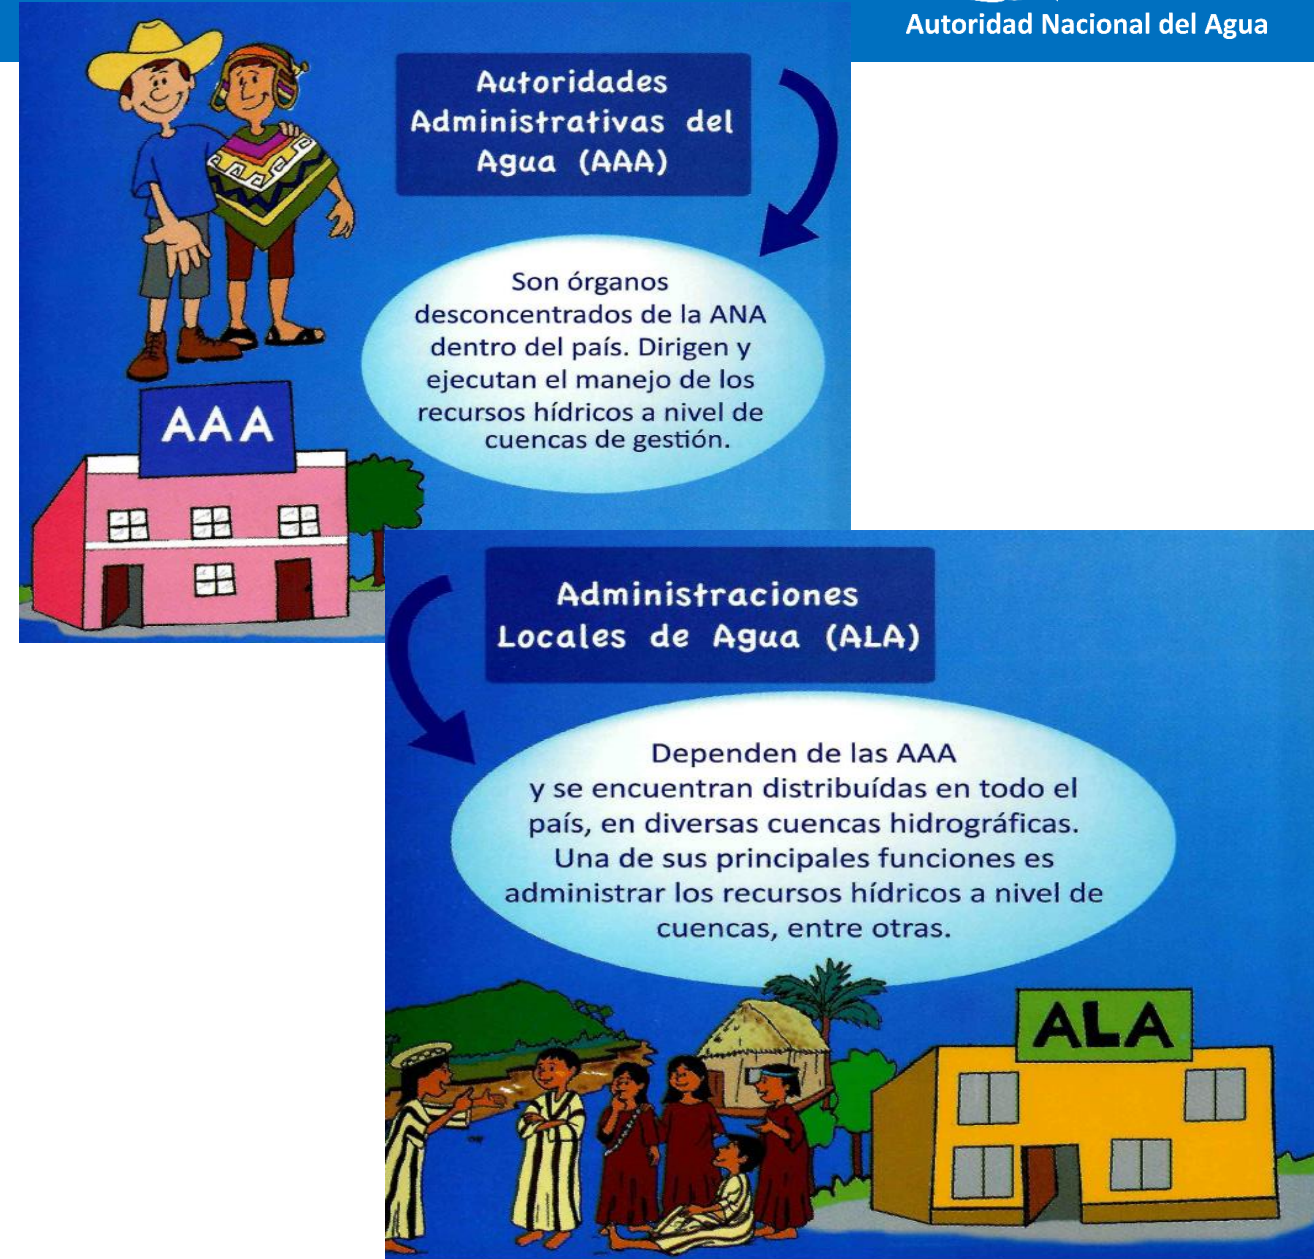 Autoridad Nacional del Agua
Autoridades
Administrativas del
Agua (AAA)
Son órganos
desconcentrados de la ANA
dentro del país. Dirigen y
ejecutan el manejo de los
recursos hídricos a nivel de
cuencas de gestión.
AAA
Administraciones
Locales de Agua (ALA)
Dependen de las AAA
y se encuentran distribuídas en todo el
país, en diversas cuencas hidrográficas.
Una de sus principales funciones es
administrar los recursos hídricos a nivel de
cuencas, entre otras.
ALA